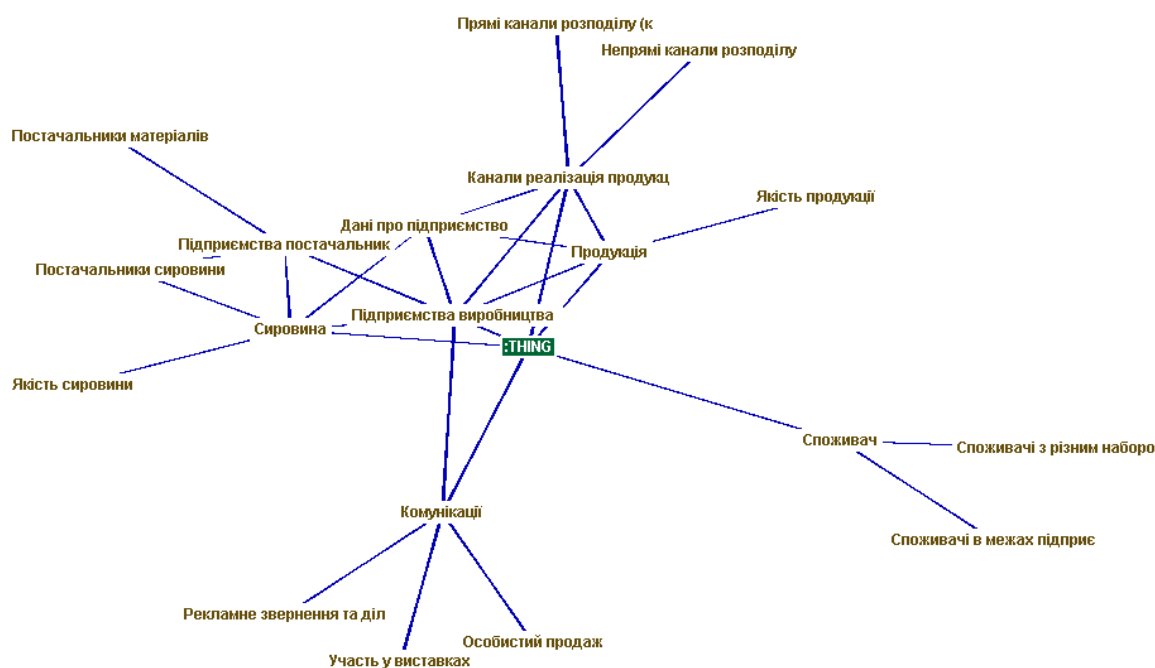 Прямі канали розподілу (к
Непрямі канали розподілу
Постачальники матеріалів
Канали реалізація продукц
Якість продукції
Дані про підприємство
Підприємства постачальник
Продукція
Постачальники сировини
Підприємства виробництва
Сировина
:THING
Якість сировини
Споживач
Споживачі з різним наборо
Комунікації
Споживачі в межах підприє
Рекламне звернення та діл
Особистий продаж
Участь у виставках